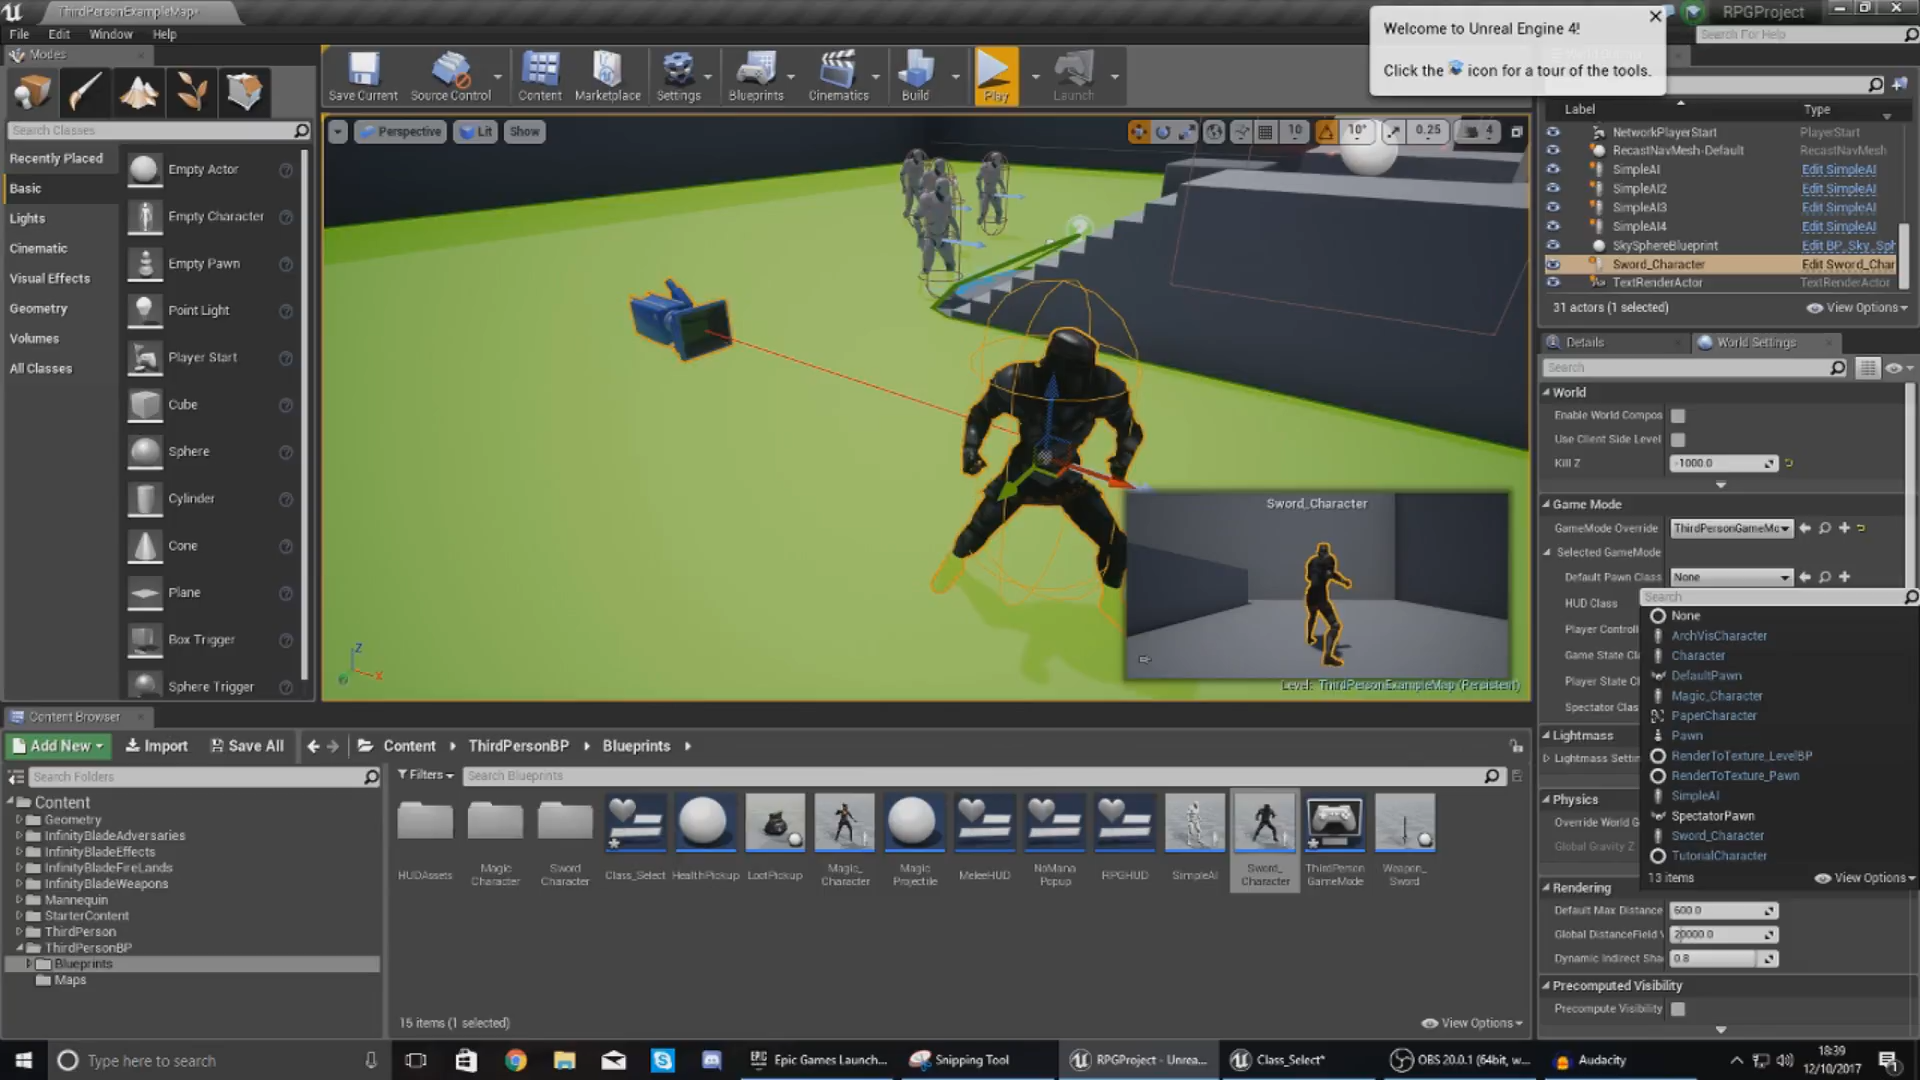 ThirdPersonExampleMap*
RPGProject
File Edit Window Help
Search For Help
Welcome to Unreal Engine 4!
Click the icon for a tour of the tools.
Modes
Save Current
Source Control
Content
Marketplace
Settings
Blueprints
Cinematics
Build
Play
Launch
Search Classes
Recently Placed
Basic
Lights
Cinematic
Visual Effects
Geometry
Volumes
All Classes
Empty Actor
Empty Character
Empty Pawn
Point Light
Player Start
Cube
Sphere
Cylinder
Cone
Plane
Box Trigger
Sphere Trigger
Perspective Lit Show
10 10° 0.25 4
Sword_Character
Level: ThirdPersonExampleMap (Persistent)
Z
X
Label Type
NetworkPlayerStart PlayerStart
RecastNavMesh-Default RecastNavMesh
SimpleAI Edit SimpleAI
SimpleAI2 Edit SimpleAI
SimpleAI3 Edit SimpleAI
SimpleAI4 Edit SimpleAI
SkySphereBlueprint Edit BP_Sky_Sph
Sword_Character Edit Sword_Char
TextRenderActor TextRenderActor
31 actors (1 selected) View Options
Details World Settings
Search
World
Enable World Compos
Use Client Side Level
Kill Z -1000.0
Game Mode
GameMode Override ThirdPersonGameMo
Selected GameMode
Default Pawn Class None
HUD Class
Player Controll
Game State Cl
Player State Cl
Spectator Clas
Search
None
ArchVisCharacter
Character
DefaultPawn
Magic_Character
PaperCharacter
Pawn
RenderToTexture_LevelBP
RenderToTexture_Pawn
SimpleAI
SpectatorPawn
Sword_Character
TutorialCharacter
13 items View Options
Lightmass
Lightmass Settin
Physics
Override World G
Global Gravity Z
Rendering
Default Max Distance 600.0
Global DistanceField V 20000.0
Dynamic Indirect Sha 0.8
Precomputed Visibility
Precompute Visibility
Content Browser
Add New Import Save All Content ThirdPersonBP Blueprints
Search Folders
Filters Search Blueprints
Content
Geometry
InfinityBladeAdversaries
InfinityBladeEffects
InfinityBladeFireLands
InfinityBladeWeapons
Mannequin
StarterContent
ThirdPerson
ThirdPersonBP
Blueprints
Maps
HUDAssets
Magic Character
Sword Character
Class_Select
HealthPickup
LootPickup
Magic_Character
Magic Projectile
MeleeHUD
NoMana Popup
RPGHUD
SimpleAI
Sword_Character
ThirdPerson GameMode
Weapon_Sword
15 items (1 selected) View Options
Type here to search
EPIC GAMES
Epic Games Launch...
Snipping Tool
RPGProject - Unrea...
Class_Select*
OBS 20.0.1 (64bit, w...
Audacity
18:39
12/10/2017
1